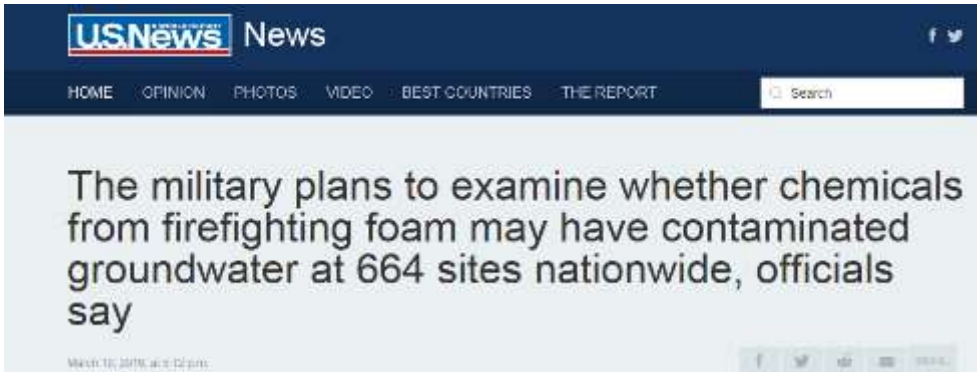 U.S.News News
HOME OPINION PHOTOS VIDEO BEST COUNTRIES THE REPORT Search
The military plans to examine whether chemicals
from firefighting foam may have contaminated
groundwater at 664 sites nationwide, officials
say
March